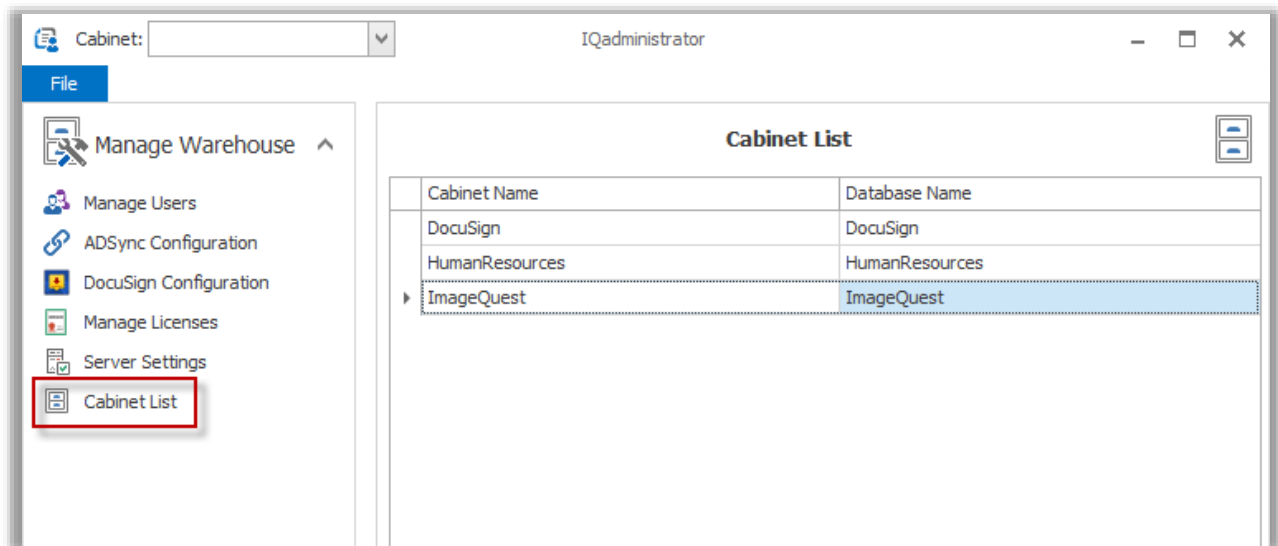 Cabinet: IQadministrator
File
Manage Warehouse
Manage Users
ADSync Configuration
DocuSign Configuration
Manage Licenses
Server Settings
Cabinet List
Cabinet List
Cabinet Name Database Name
DocuSign DocuSign
HumanResources HumanResources
ImageQuest ImageQuest